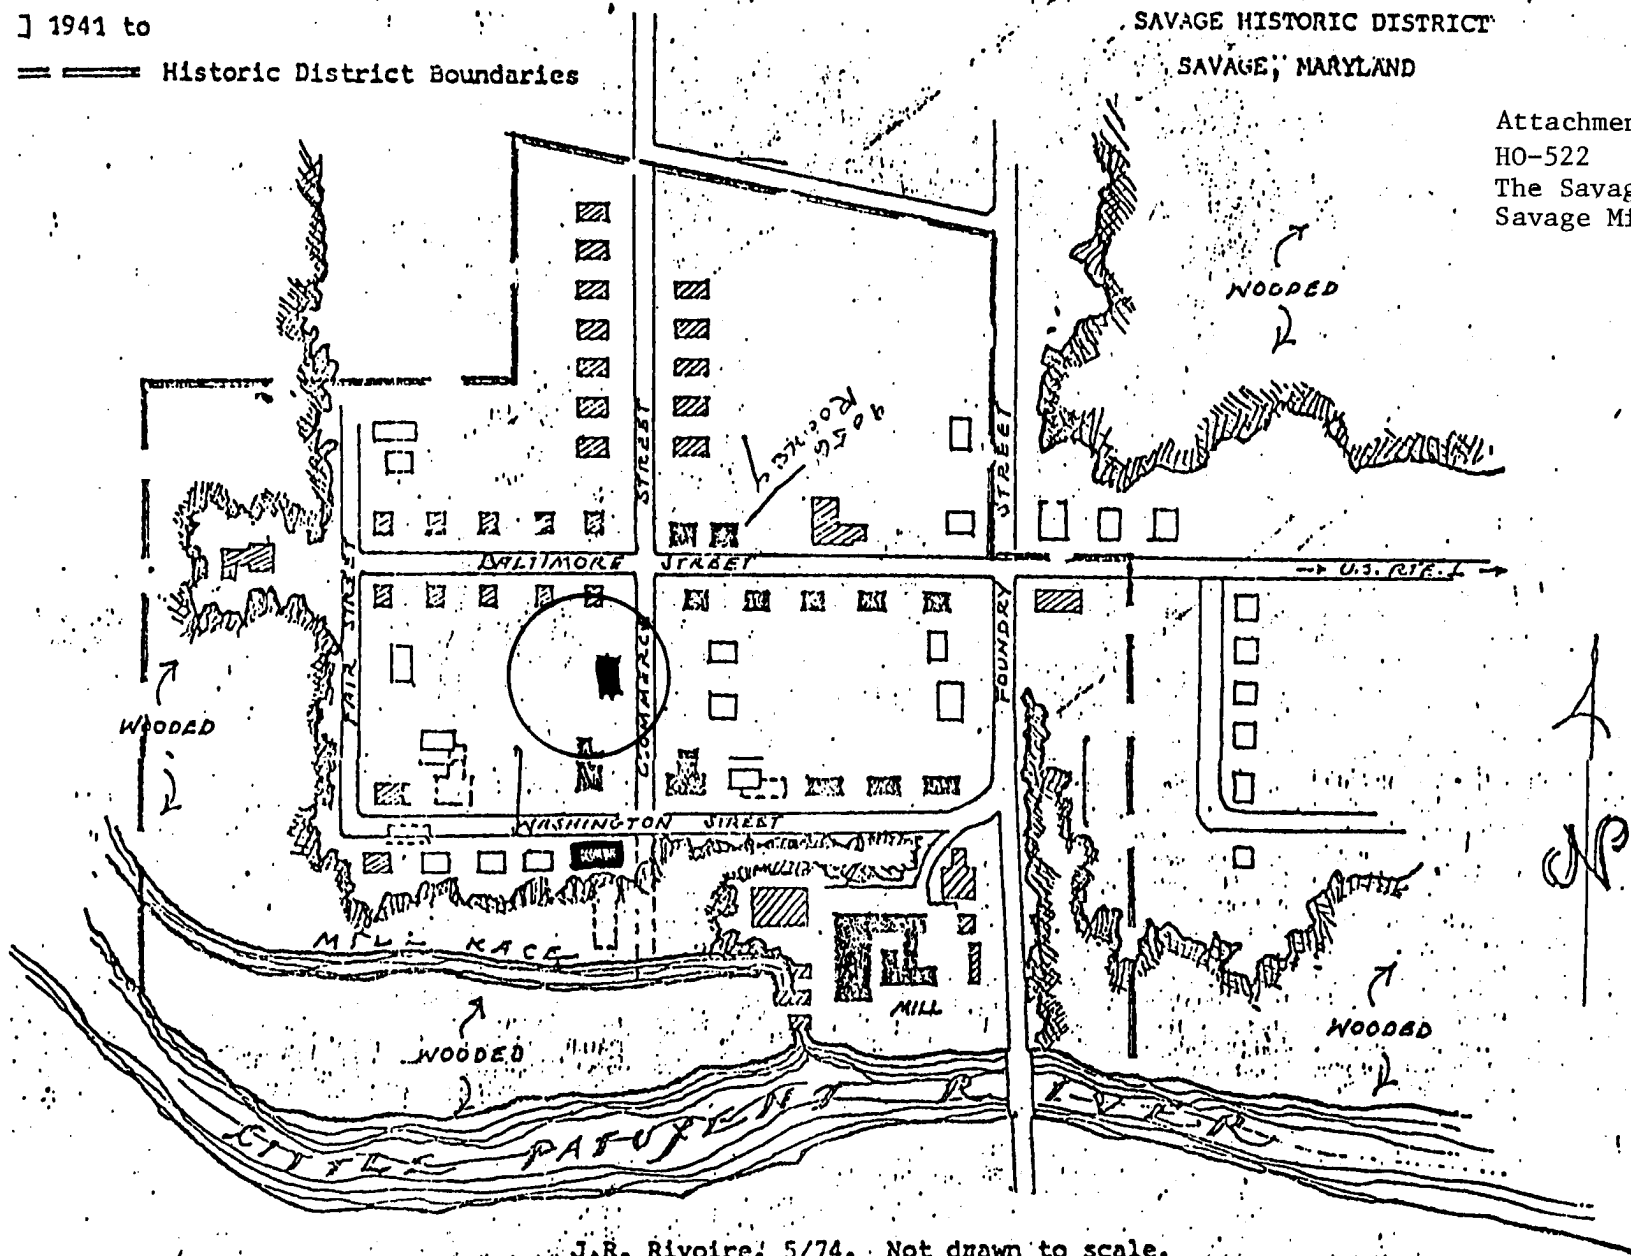 ] 1941 to
Historic District Boundaries
SAVAGE HISTORIC DISTRICT
SAVAGE, MARYLAND
Attachmen
HO-522
The Savag
Savage Mi
WOODED
STREET
STREET
9056
BALTIMORE STREET
U.S. RTE. 1
FAIR STREET
COMMERCE
FOUNDRY
WOODED
WASHINGTON STREET
MILL RACE
MILL
WOODED
WOODED
N
LITTLE PATUXENT RIVER
J.R. Rivoire, 5/74. Not drawn to scale.